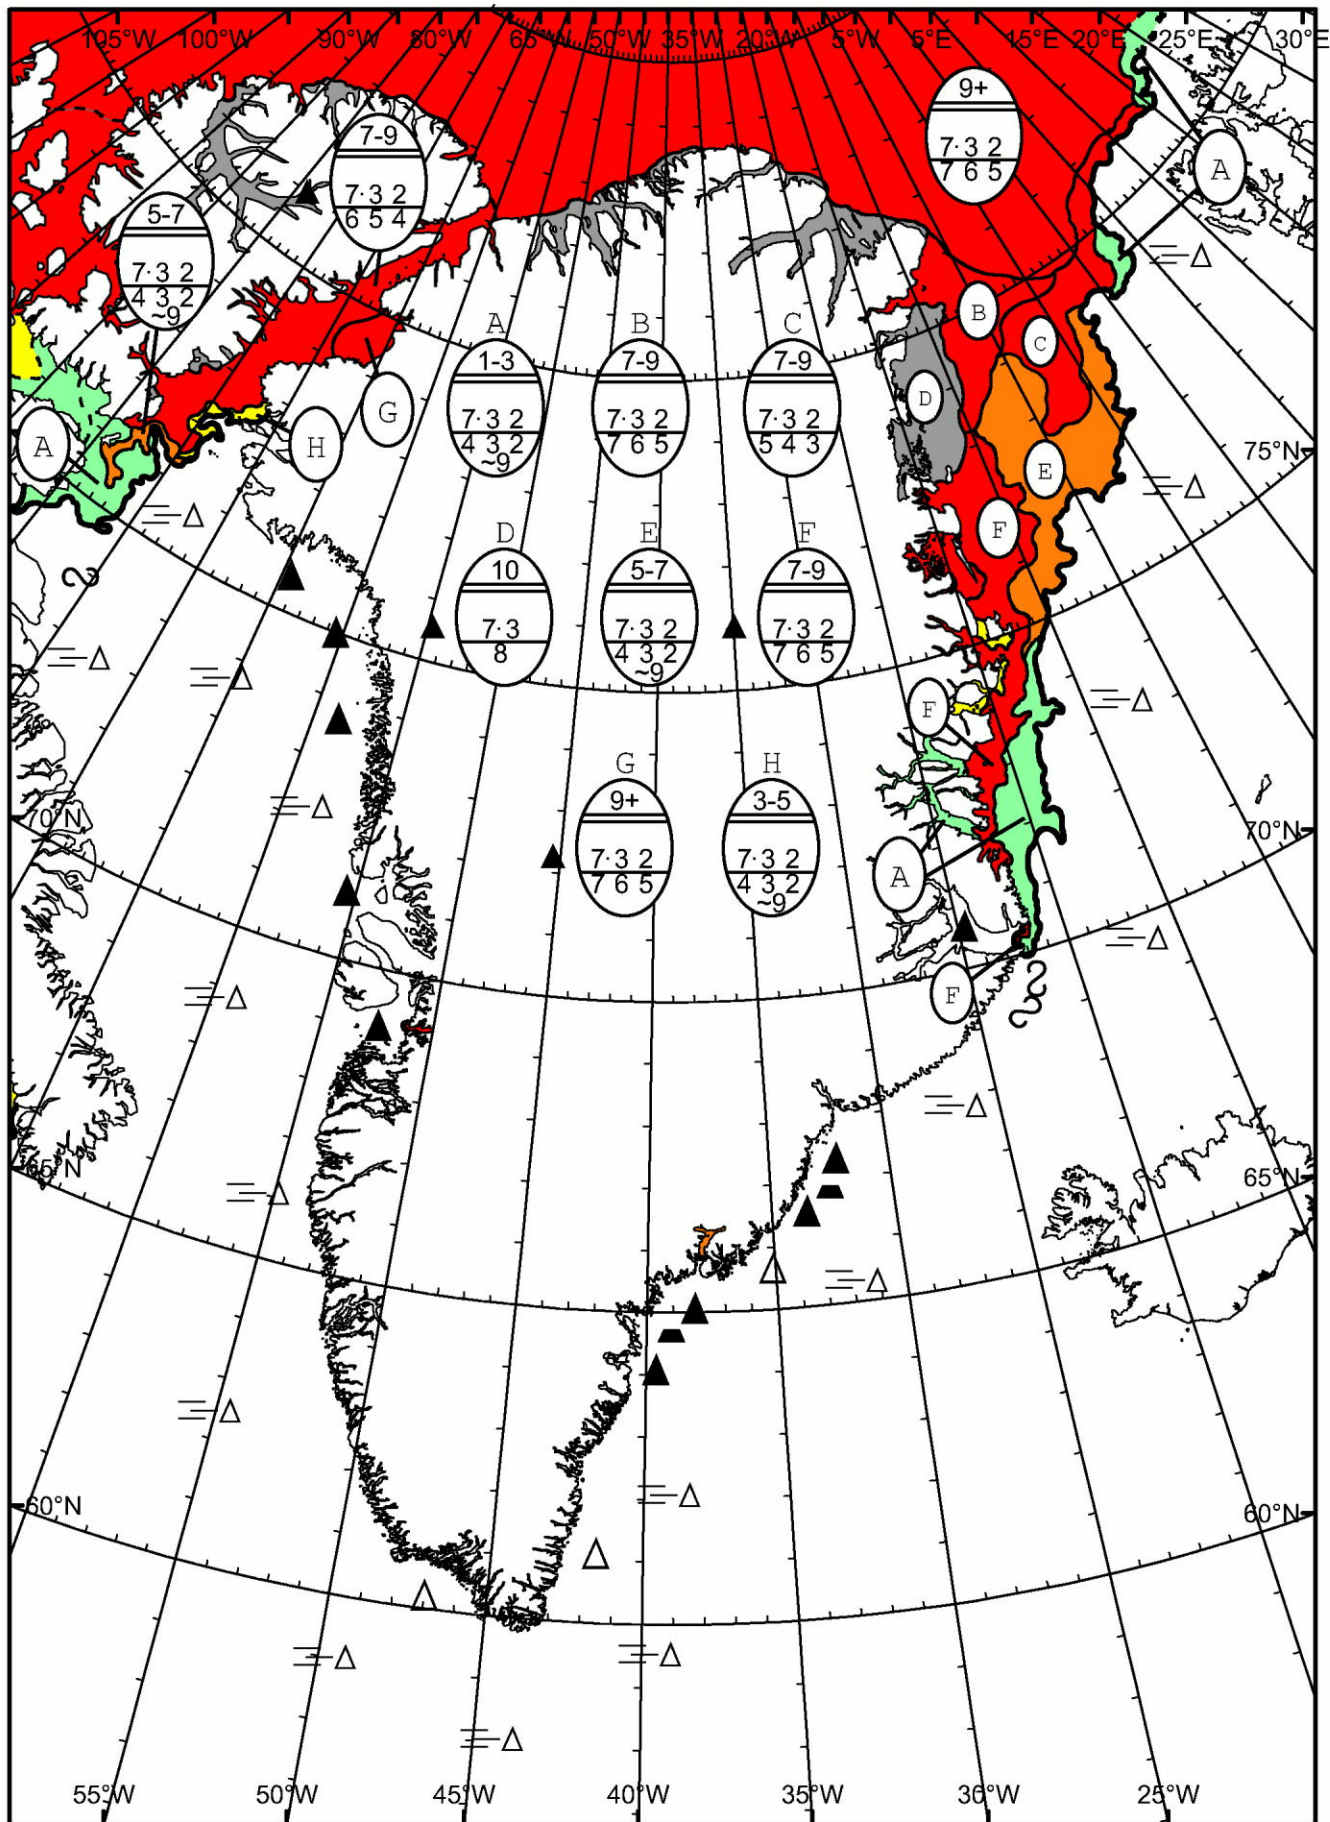 105°W 100°W 90°W 80°W 65°W 50°W 35°W 20°W 5°W 5°E 15°E 20°E 25°E 30°E
9+
7· 3 2
7 6 5
7-9
7· 3 2
6 5 4
A
5-7
7· 3 2
4 3 2
~9
B
C
A
1-3
7· 3 2
4 3 2
~9
B
7-9
7· 3 2
7 6 5
C
7-9
7· 3 2
5 4 3
D
G
H
A
75°N
E
F
D
10
7· 3
8
E
5-7
7· 3 2
4 3 2
~9
F
7-9
7· 3 2
7 6 5
F
G
9+
7· 3 2
7 6 5
H
3-5
7· 3 2
4 3 2
~9
70°N
70°N
A
F
65°N
65°N
60°N
60°N
55°W 50°W 45°W 40°W 35°W 30°W 25°W